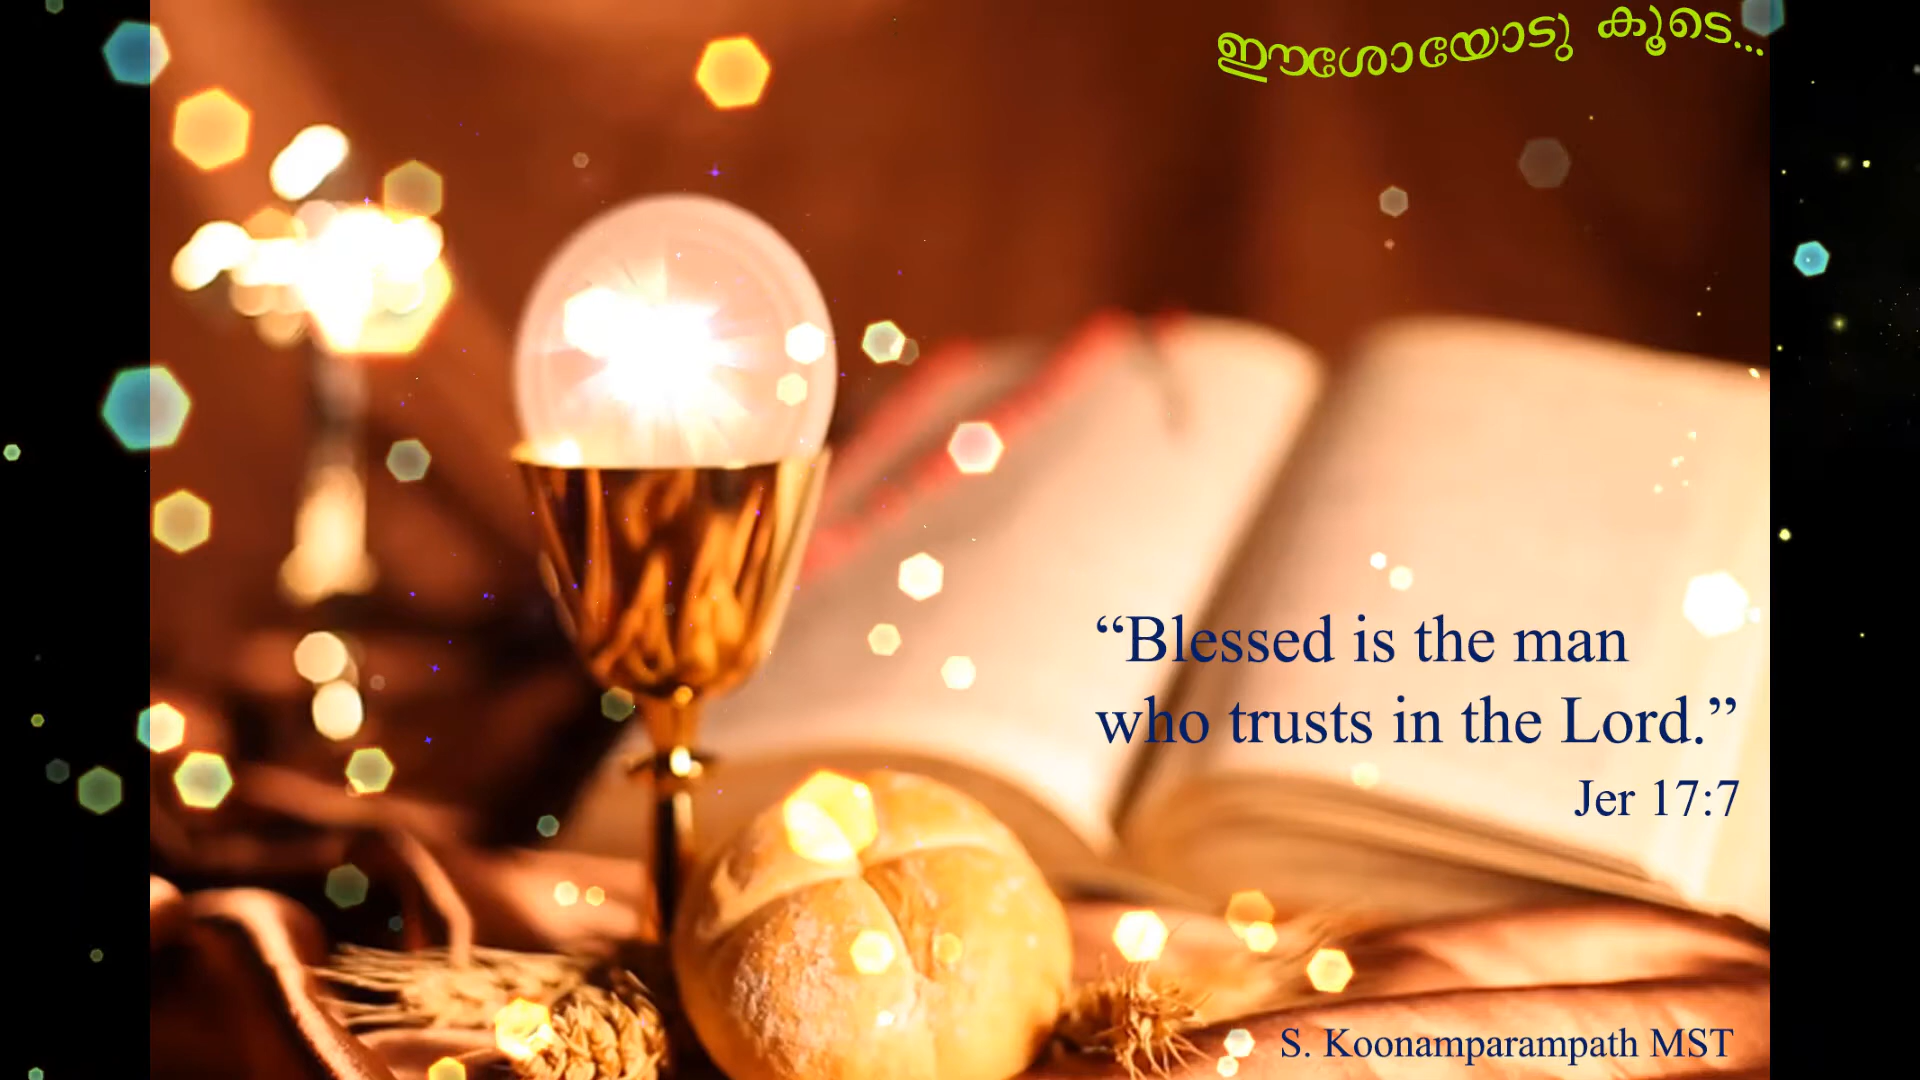 ഈശോയോടു കൂടെ...
“Blessed is the man
who trusts in the Lord.”
Jer 17:7
S. Koonamparampath MST